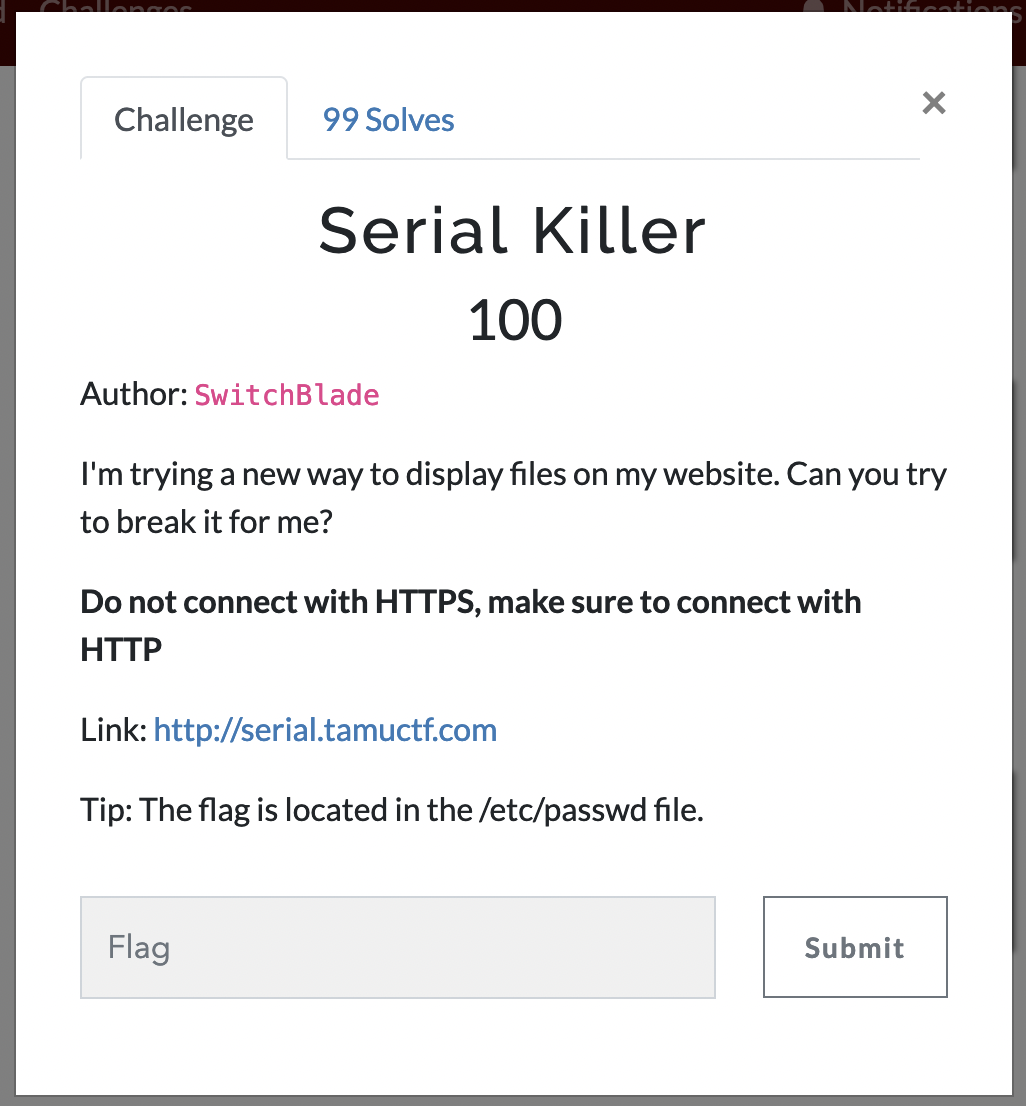 Challenges
Notifications
Challenge
99 Solves
×
Serial Killer
100
Author: SwitchBlade
I'm trying a new way to display files on my website. Can you try
to break it for me?
Do not connect with HTTPS, make sure to connect with
HTTP
Link: http://serial.tamuctf.com
Tip: The flag is located in the /etc/passwd file.
Flag
Submit